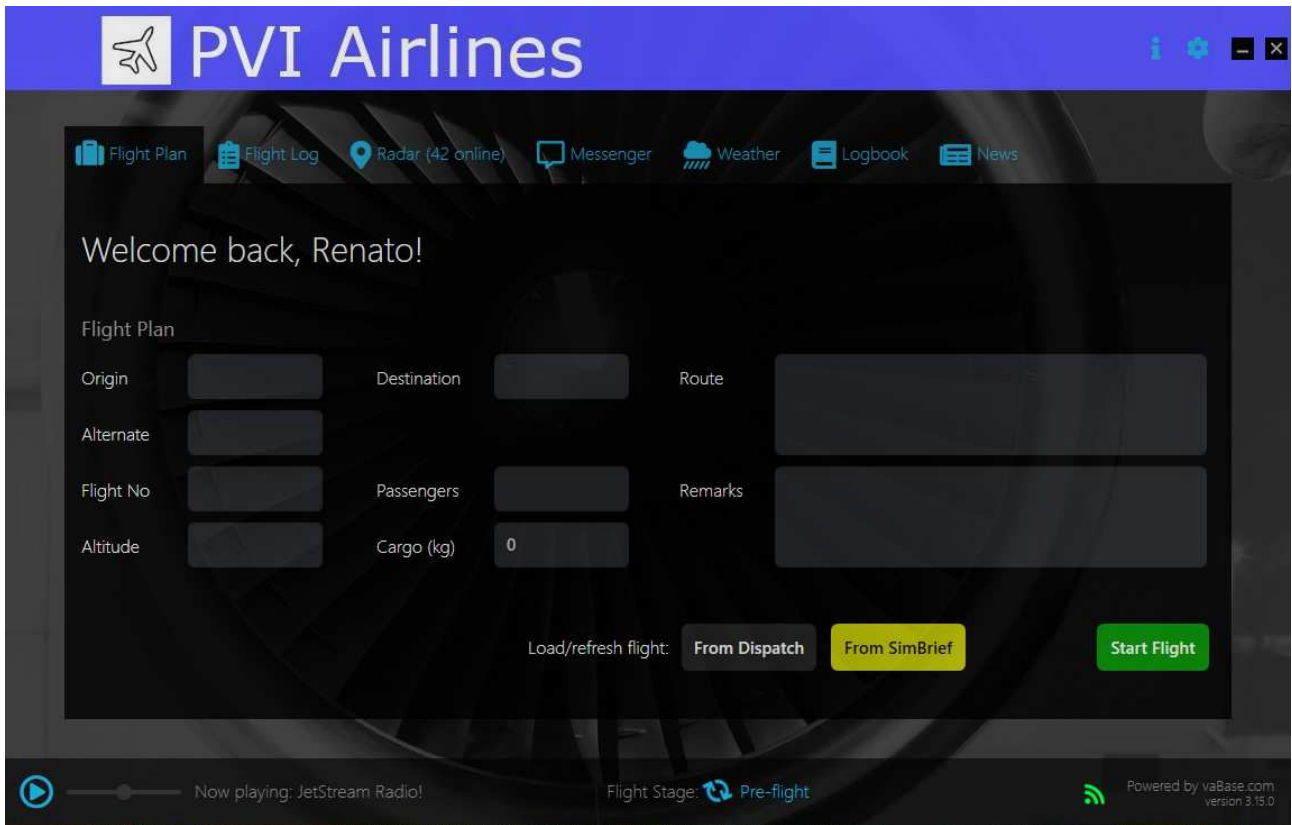 PVI Airlines
Flight Plan
Flight Log
Radar (42 online)
Messenger
Weather
Logbook
News
Welcome back, Renato!
Flight Plan
Origin
Destination
Route
Alternate
Flight No
Passengers
Remarks
Altitude
Cargo (kg)
0
Load/refresh flight:
From Dispatch
From SimBrief
Start Flight
Now playing: JetStream Radio!
Flight Stage: Pre-flight
Powered by vaBase.com
version 3.15.0